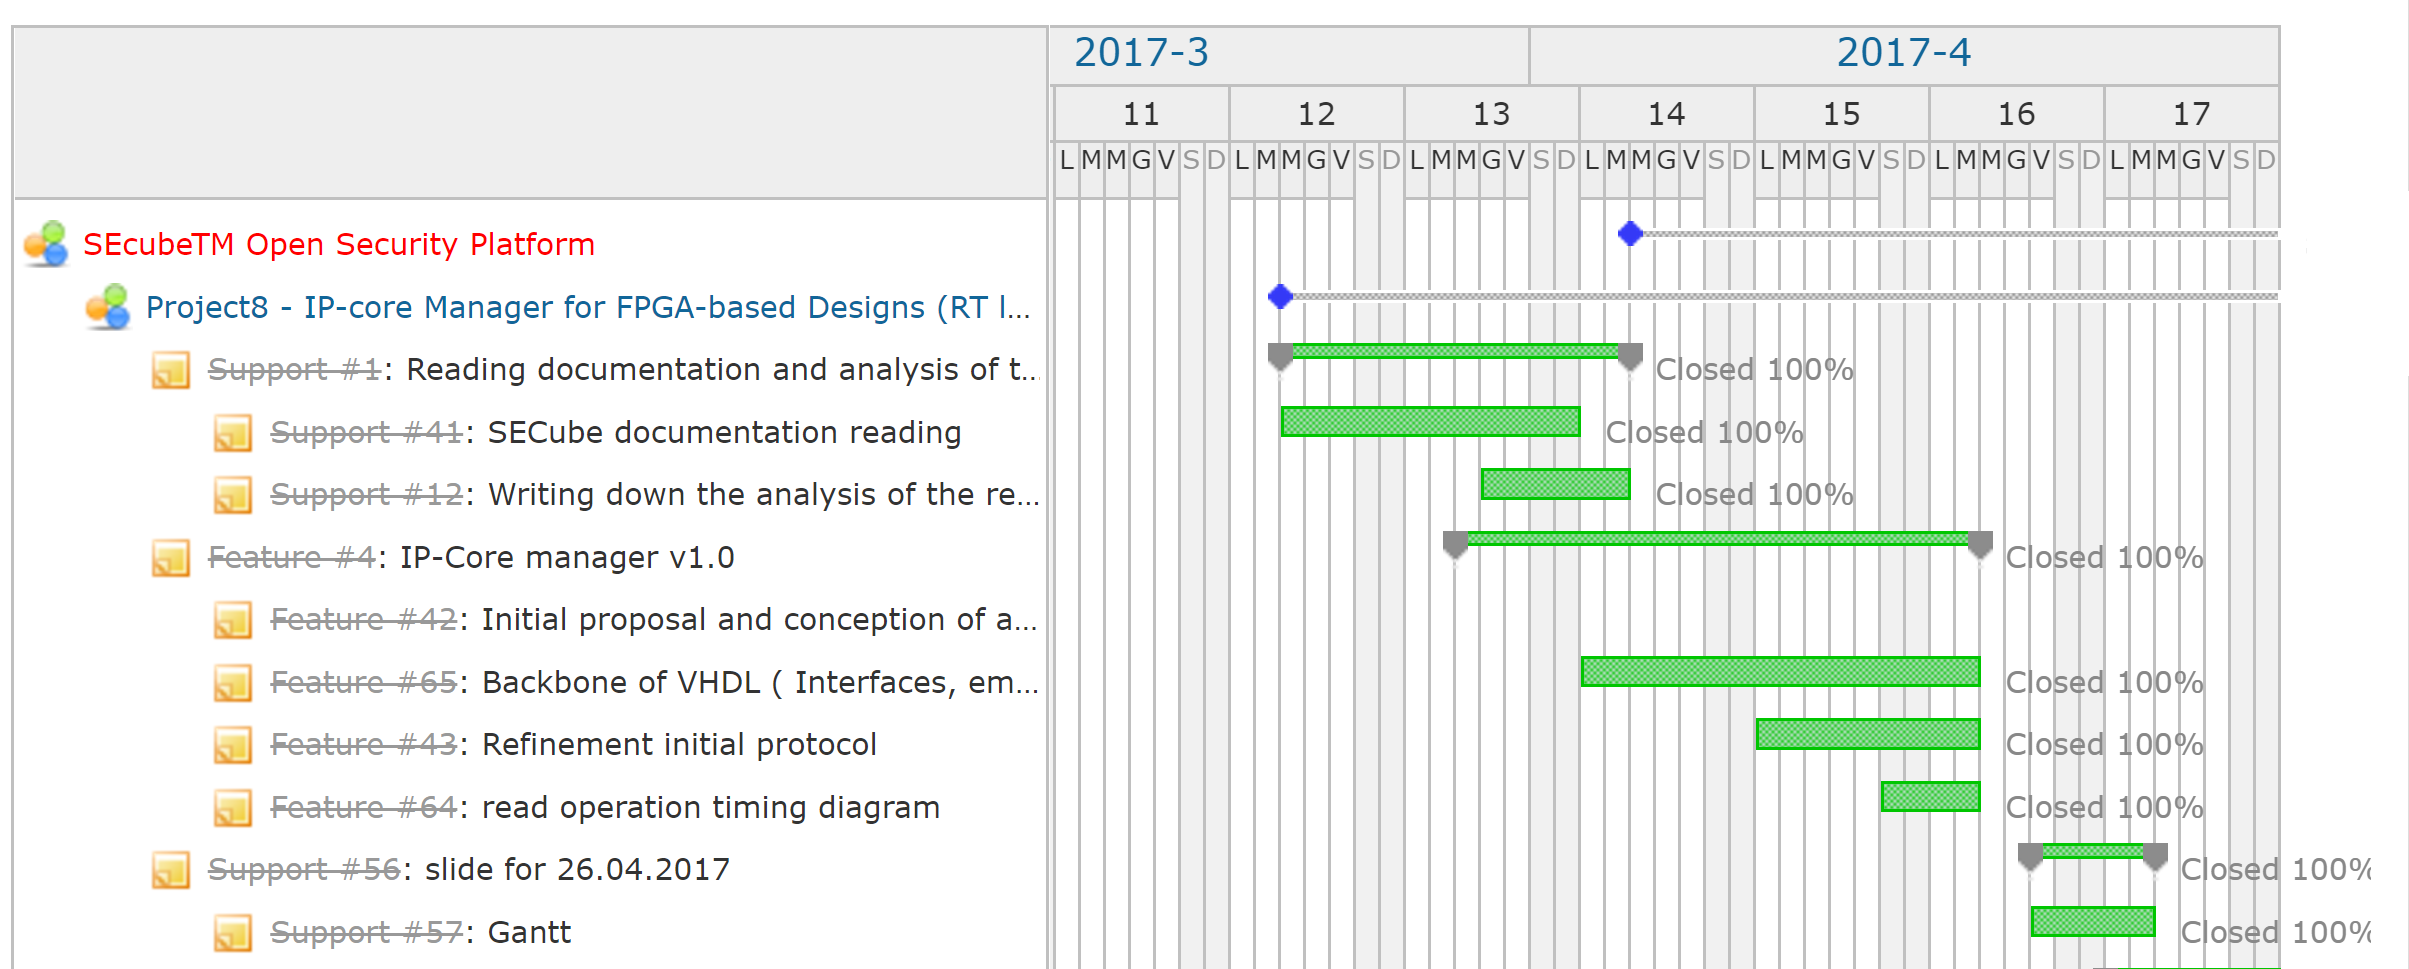 2017-3 2017-4
11 12 13 14 15 16 17
L M M G V S D L M M G V S D L M M G V S D L M M G V S D L M M G V S D L M M G V S D L M M G V S D
SEcubeTM Open Security Platform
Project8 - IP-core Manager for FPGA-based Designs (RT l...
Support #1: Reading documentation and analysis of t... Closed 100%
Support #41: SECube documentation reading Closed 100%
Support #12: Writing down the analysis of the re... Closed 100%
Feature #4: IP-Core manager v1.0 Closed 100%
Feature #42: Initial proposal and conception of a...
Feature #65: Backbone of VHDL ( Interfaces, em... Closed 100%
Feature #43: Refinement initial protocol Closed 100%
Feature #64: read operation timing diagram Closed 100%
Support #56: slide for 26.04.2017 Closed 100%
Support #57: Gantt Closed 100%